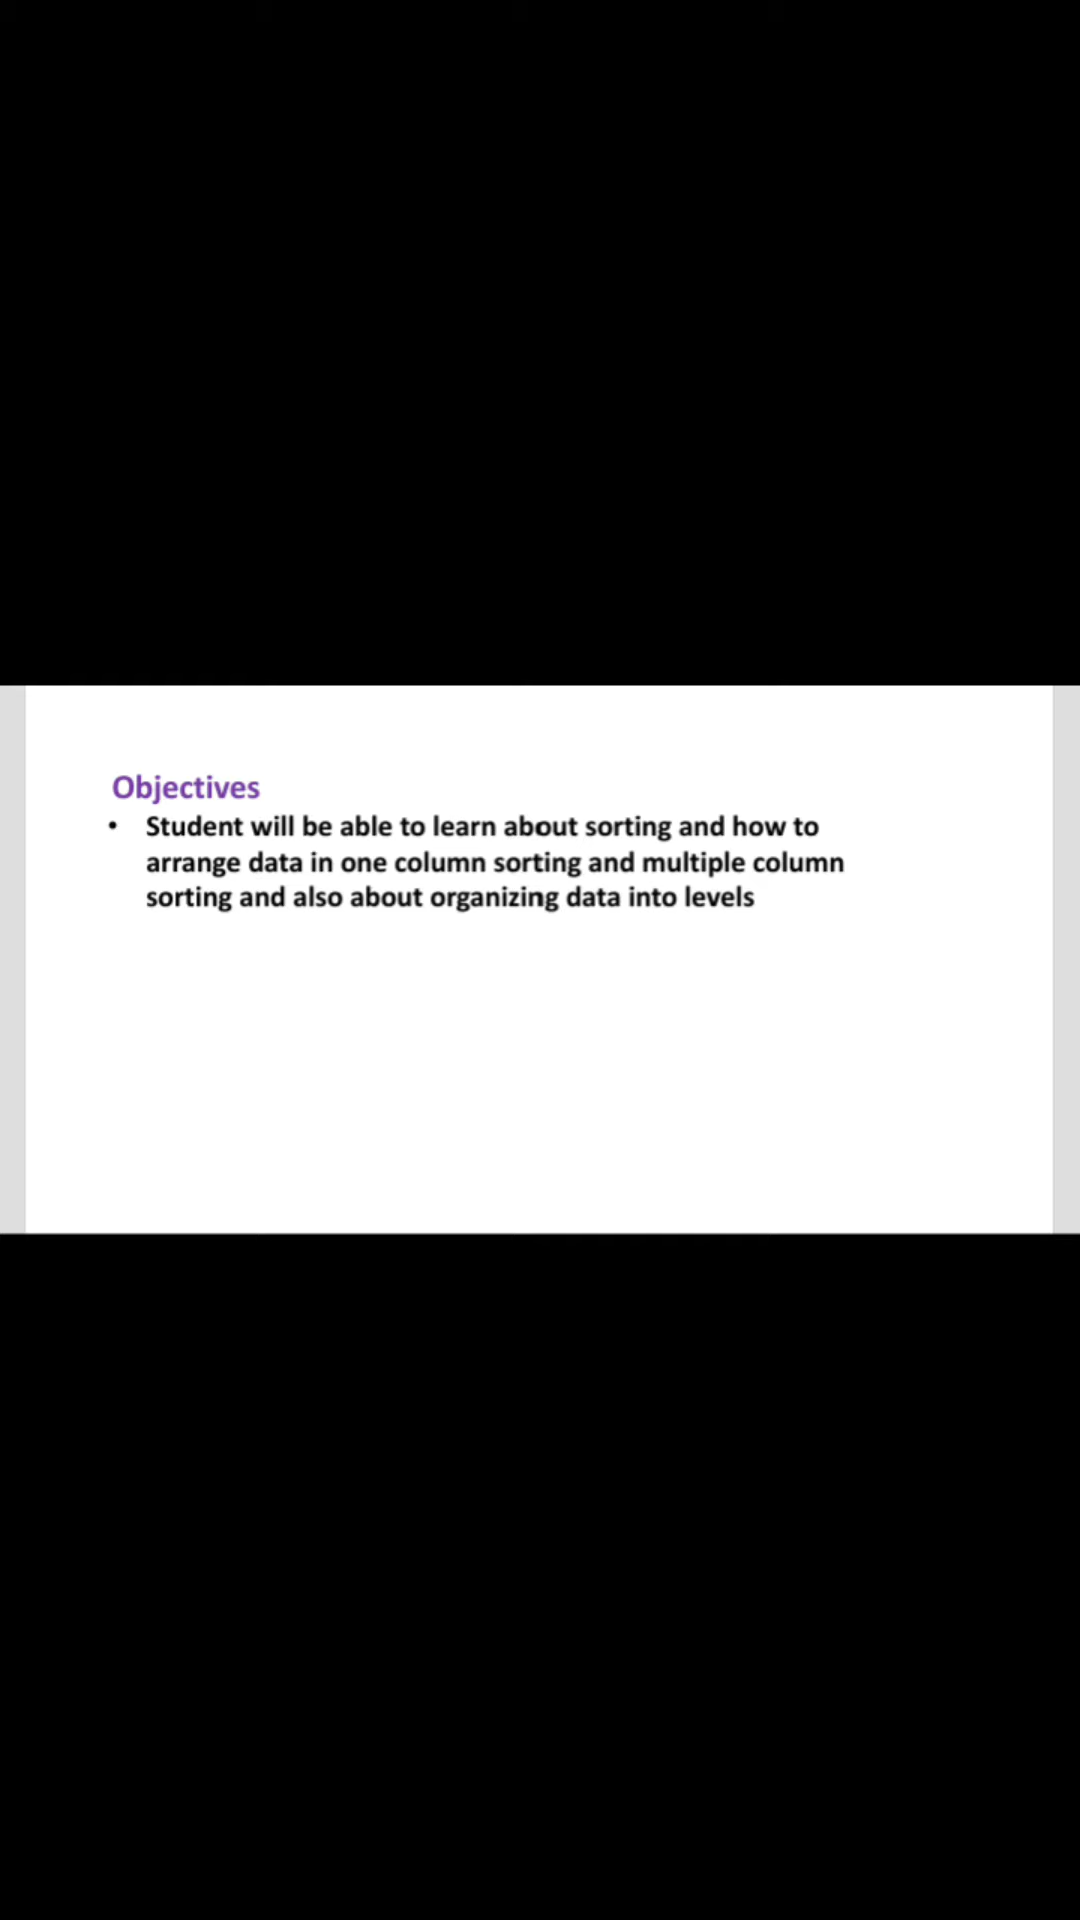 Objectives
• Student will be able to learn about sorting and how to
arrange data in one column sorting and multiple column
sorting and also about organizing data into levels